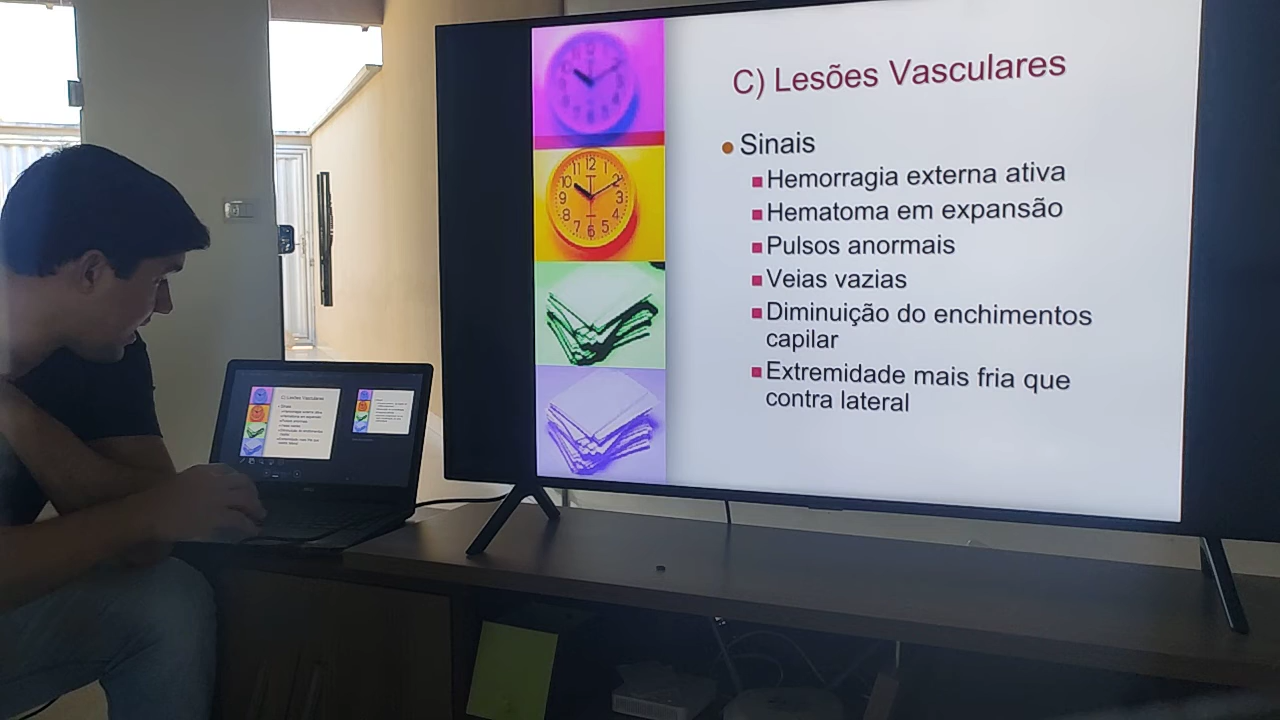 C) Lesões Vasculares
Sinais
Hemorragia externa ativa
Hematoma em expansão
Pulsos anormais
Veias vazias
Diminuição do enchimentos
capilar
Extremidade mais fria que
contra lateral